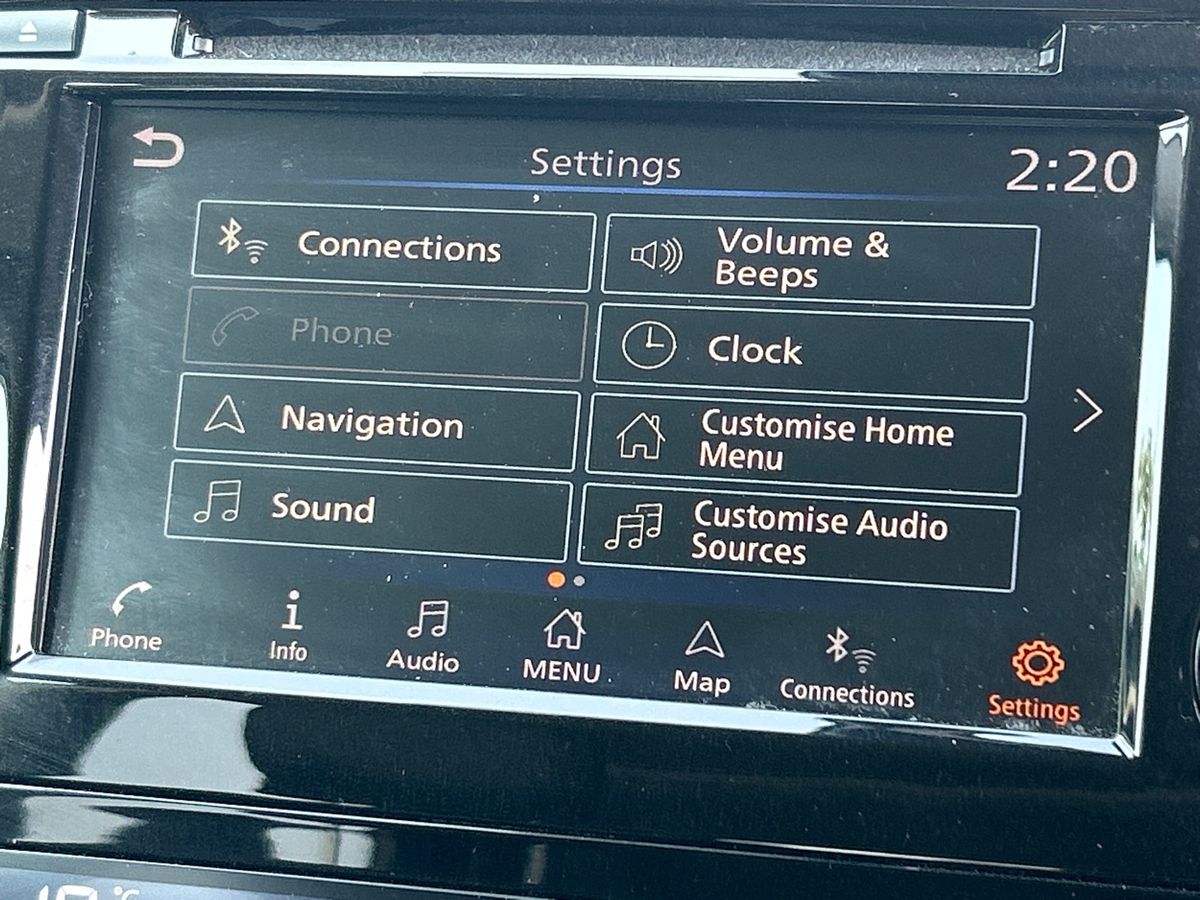 Settings
2:20
Connections
Volume &
Beeps
Phone
Clock
Navigation
Customise Home
Menu
Sound
Customise Audio
Sources
Phone
Info
Audio
MENU
Map
Connections
Settings
°C